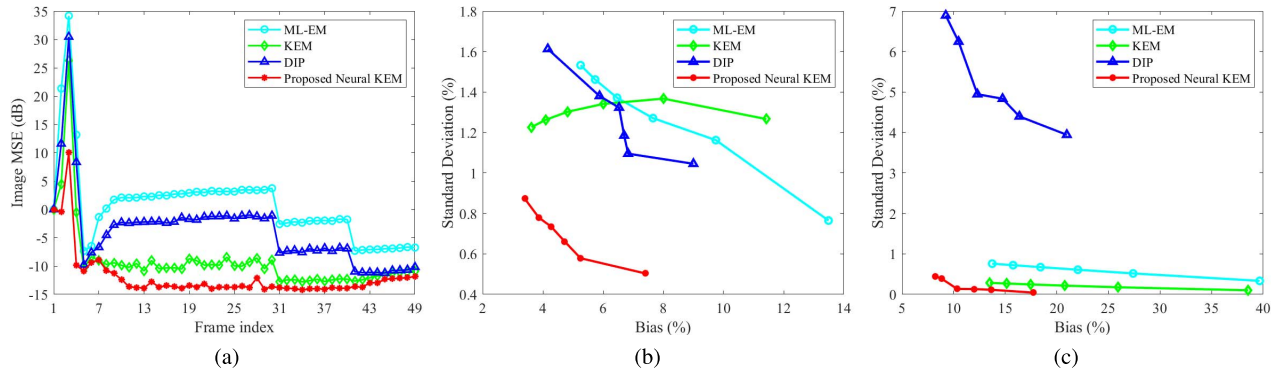 35
30
25
20
15
10
5
0
-5
-10
-15
1
7
13
19
25
31
37
43
49
Image MSE (dB)
Frame index
ML-EM
KEM
DIP
Proposed Neural KEM
(a)
1.8
1.6
1.4
1.2
1
0.8
0.6
0.4
2
4
6
8
10
12
14
Standard Deviation (%)
Bias (%)
ML-EM
KEM
DIP
Proposed Neural KEM
(b)
7
6
5
4
3
2
1
0
5
10
15
20
25
30
35
40
Standard Deviation (%)
Bias (%)
ML-EM
KEM
DIP
Proposed Neural KEM
(c)